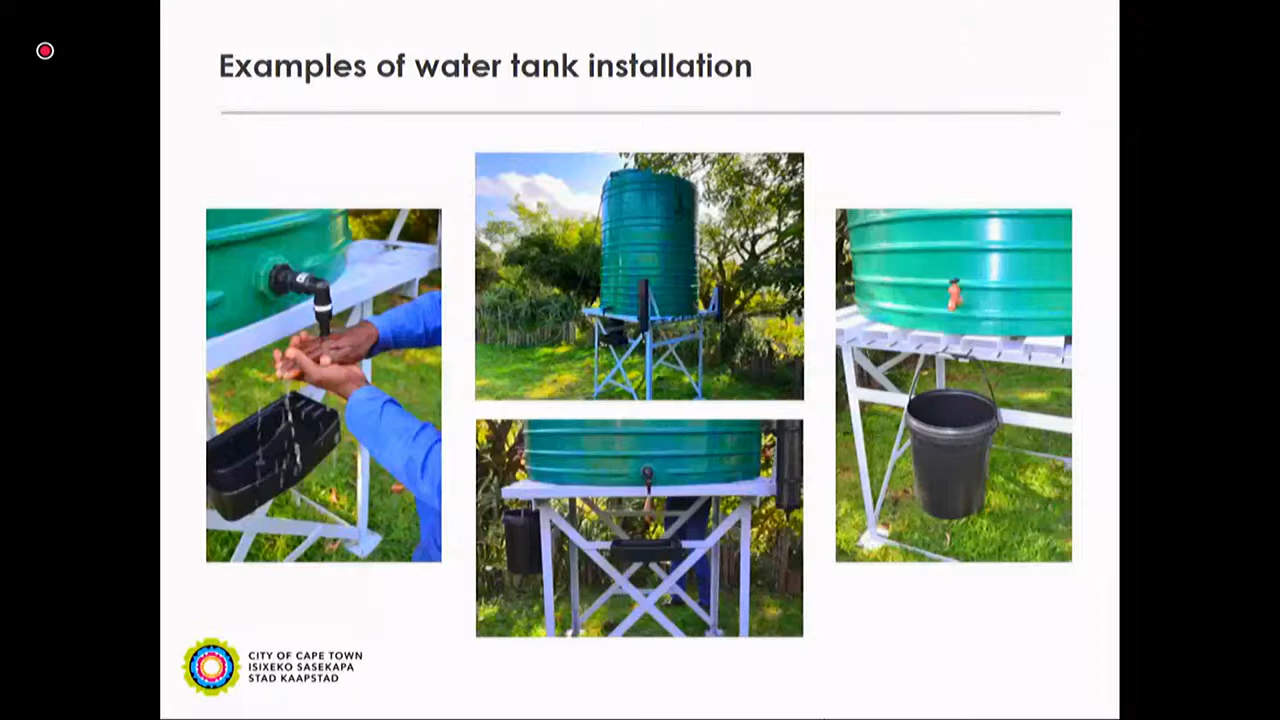 Examples of water tank installation
CITY OF CAPE TOWN
ISIXEKO SASEKAPA
STAD KAAPSTAD